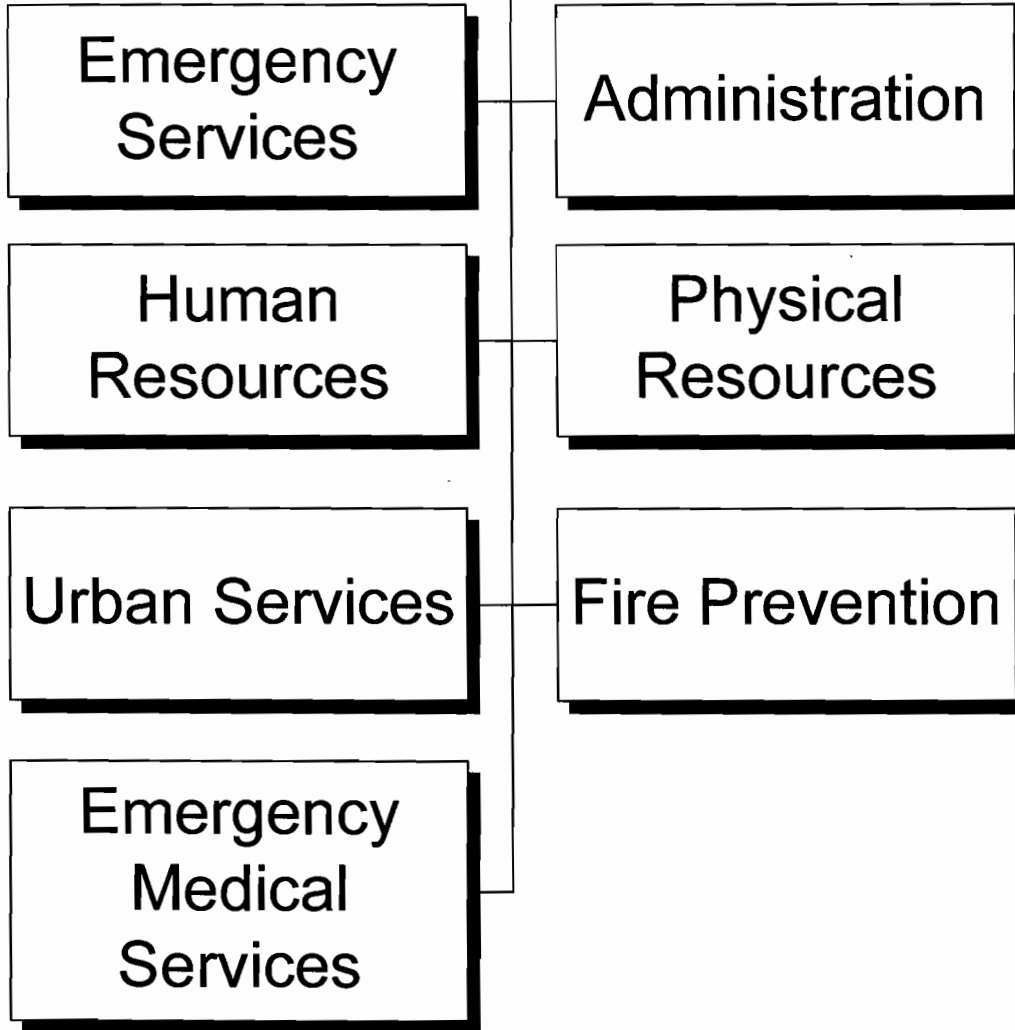 Emergency
Services
Administration
Human
Resources
Physical
Resources
Urban Services
Fire Prevention
Emergency
Medical
Services